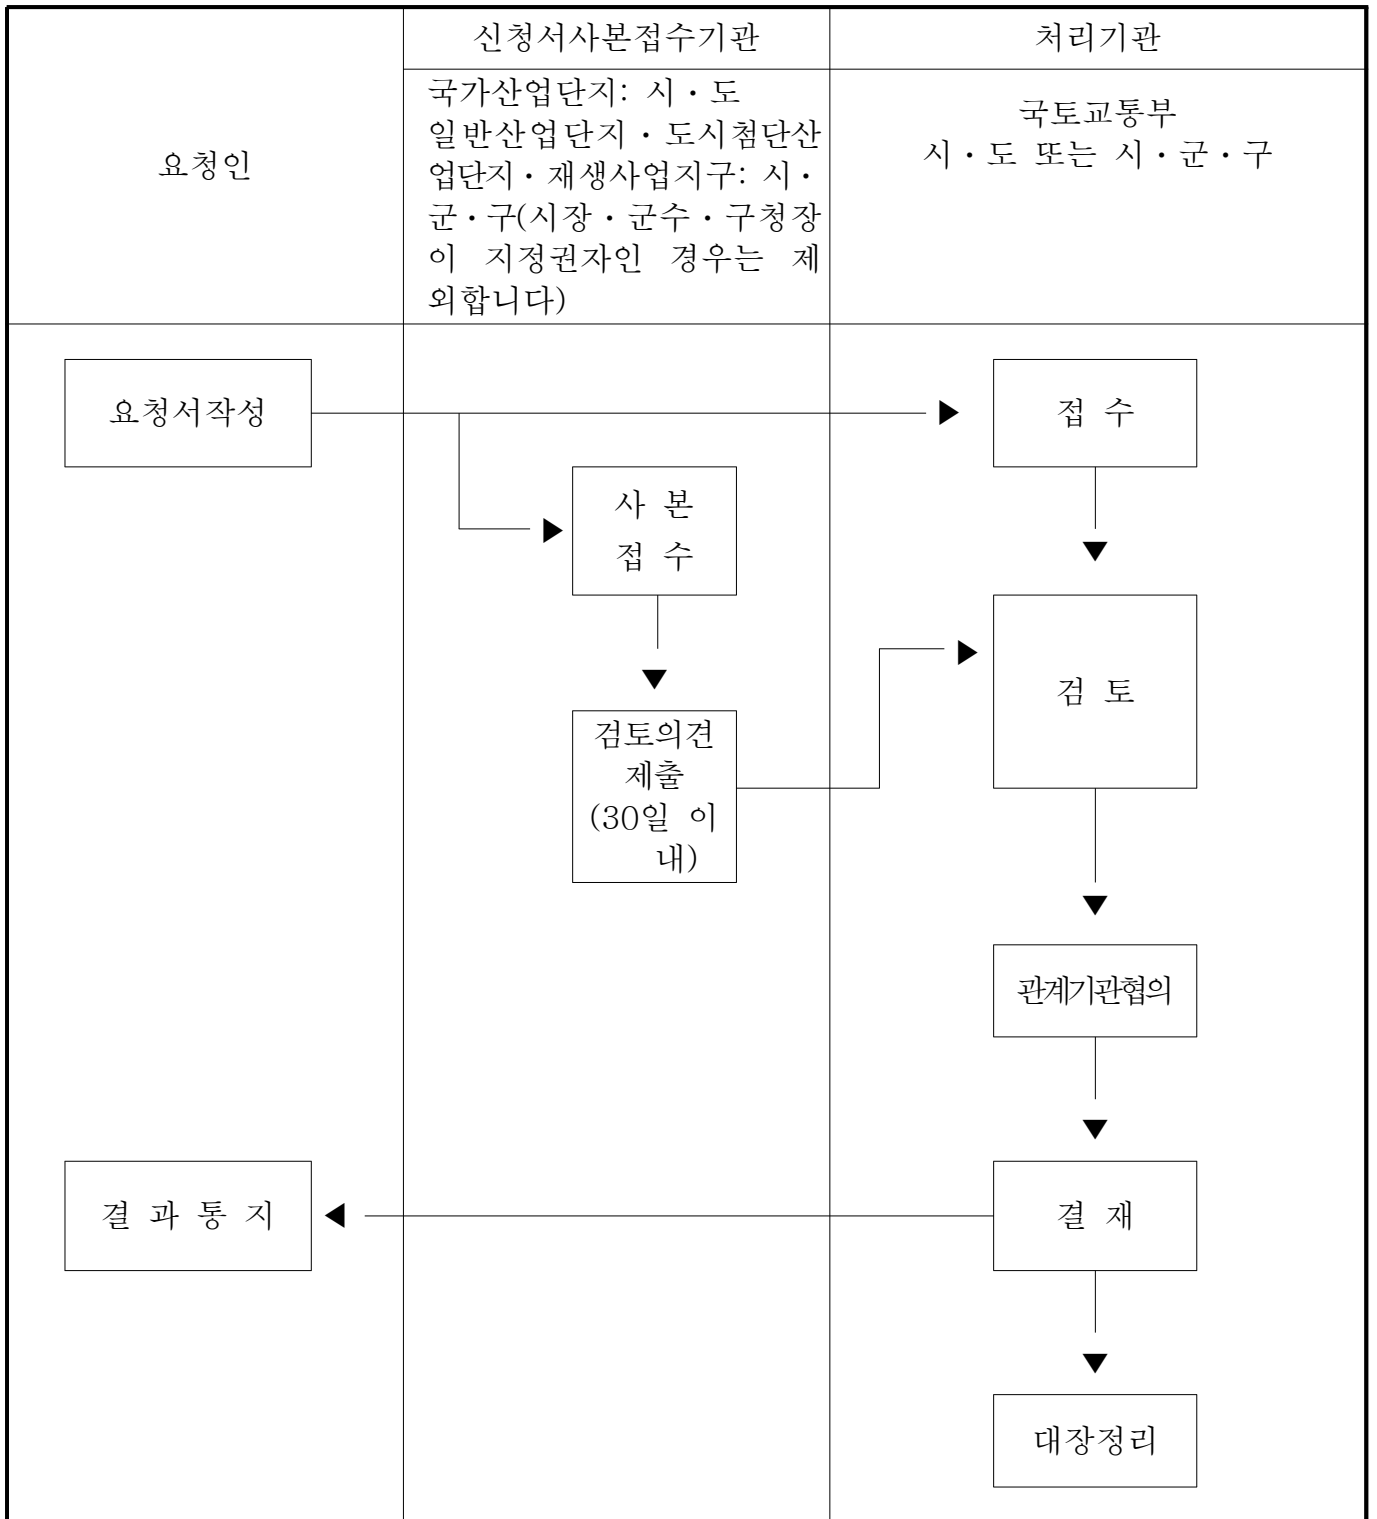 요청인
신청서사본접수기관
처리기관
국가산업단지: 시・도
일반산업단지・도시첨단산
업단지・재생사업지구: 시・
군・구(시장・군수・구청장
이 지정권자인 경우는 제
외합니다)
국토교통부
시・도 또는 시・군・구
요청서작성
접 수
사 본
접 수
검 토
검토의견
제출
(30일 이
내)
관계기관협의
결 과 통 지
결 재
대장정리